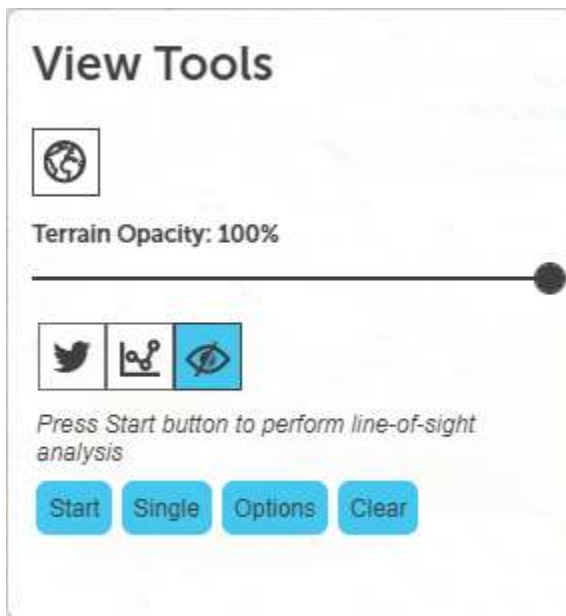 View Tools
Terrain Opacity: 100%
Press Start button to perform line-of-sight
analysis
Start Single Options Clear